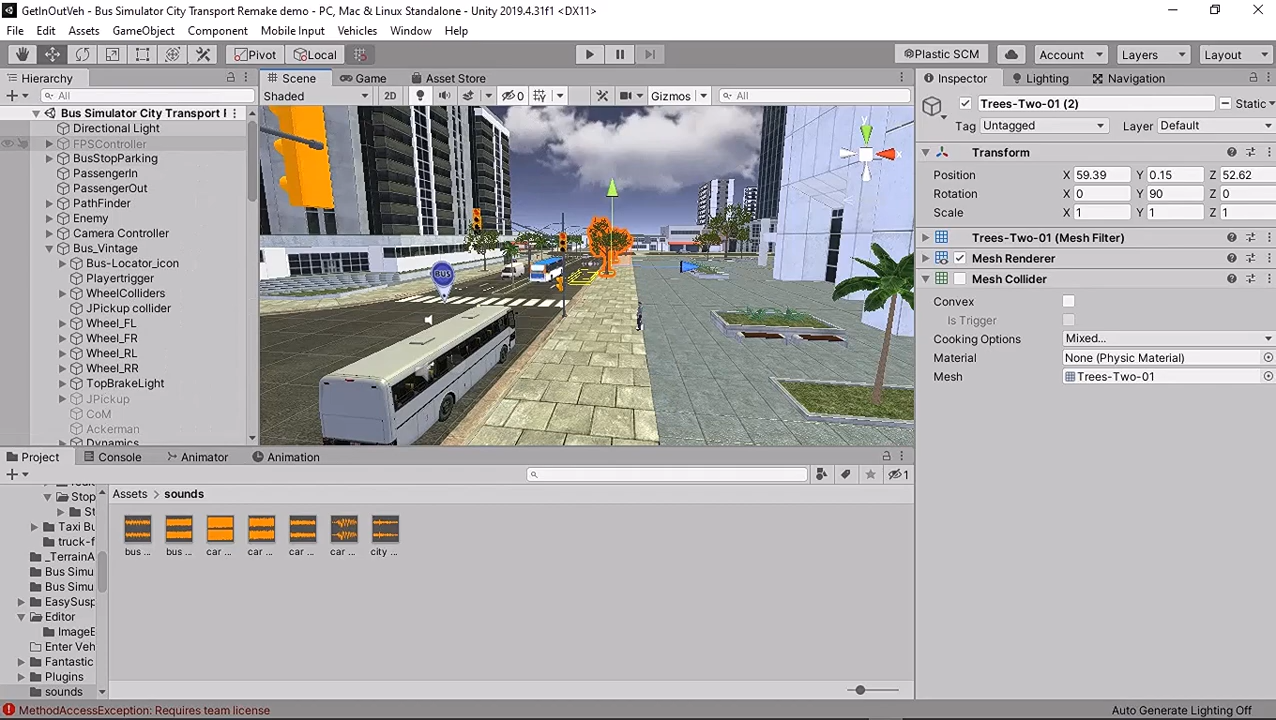 GetInOutVeh - Bus Simulator City Transport Remake demo - PC, Mac & Linux Standalone - Unity 2019.4.31f1 <DX11>
File Edit Assets GameObject Component Mobile Input Vehicles Window Help
Pivot Local Plastic SCM Account Layers Layout
Hierarchy Scene Game Asset Store Inspector Lighting Navigation
All Shaded 2D 0 Gizmos All
Trees-Two-01 (2) Static
Tag Untagged Layer Default
Bus Simulator City Transport
Directional Light
FPSController
BusStopParking
PassengerIn
PassengerOut
PathFinder
Enemy
Camera Controller
Bus_Vintage
Bus-Locator_icon
Playertrigger
WheelColliders
JPickup collider
Wheel_FL
Wheel_FR
Wheel_RL
Wheel_RR
TopBrakeLight
JPickup
CoM
Ackerman
Dynamics
y
x
BUS
Transform
Position X 59.39 Y 0.15 Z 52.62
Rotation X 0 Y 90 Z 0
Scale X 1 Y 1 Z 1
Trees-Two-01 (Mesh Filter)
Mesh Renderer
Mesh Collider
Convex
Is Trigger
Cooking Options Mixed...
Material None (Physic Material)
Mesh Trees-Two-01
Project Console Animator Animation
1
Assets > sounds
Stop
St
Taxi Bu
truck-f
_TerrainA
Bus Simu
Bus Simu
EasySusp
Editor
ImageE
Enter Veh
Fantastic
Plugins
sounds
bus ... bus ... car ... car ... car ... car ... city ...
MethodAccessException: Requires team license
Auto Generate Lighting Off